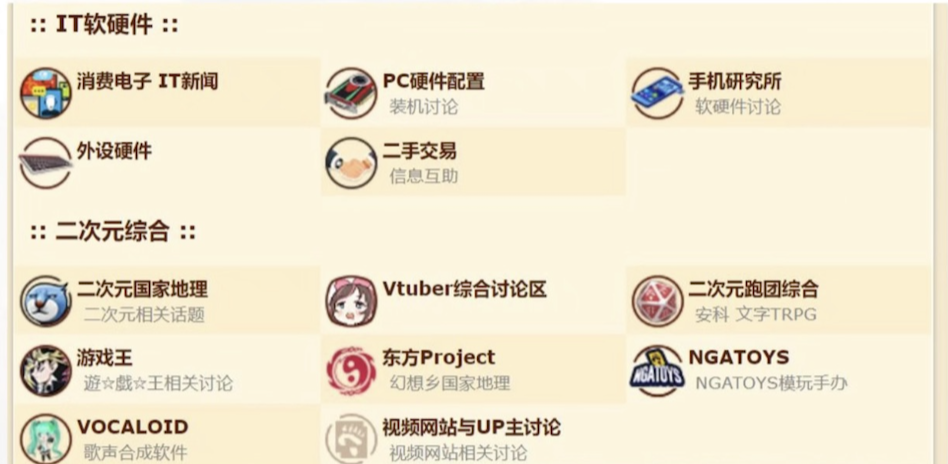 :: IT软硬件 ::
消费电子 IT新闻
PC硬件配置
装机讨论
手机研究所
软硬件讨论
外设硬件
二手交易
信息互助
:: 二次元综合 ::
二次元国家地理
二次元相关话题
Vtuber综合讨论区
二次元跑团综合
安科 文字TRPG
游戏王
遊☆戲☆王相关讨论
东方Project
幻想乡国家地理
NGATOYS
NGATOYS
NGATOYS模玩手办
VOCALOID
歌声合成软件
视频网站与UP主讨论
视频网站相关讨论